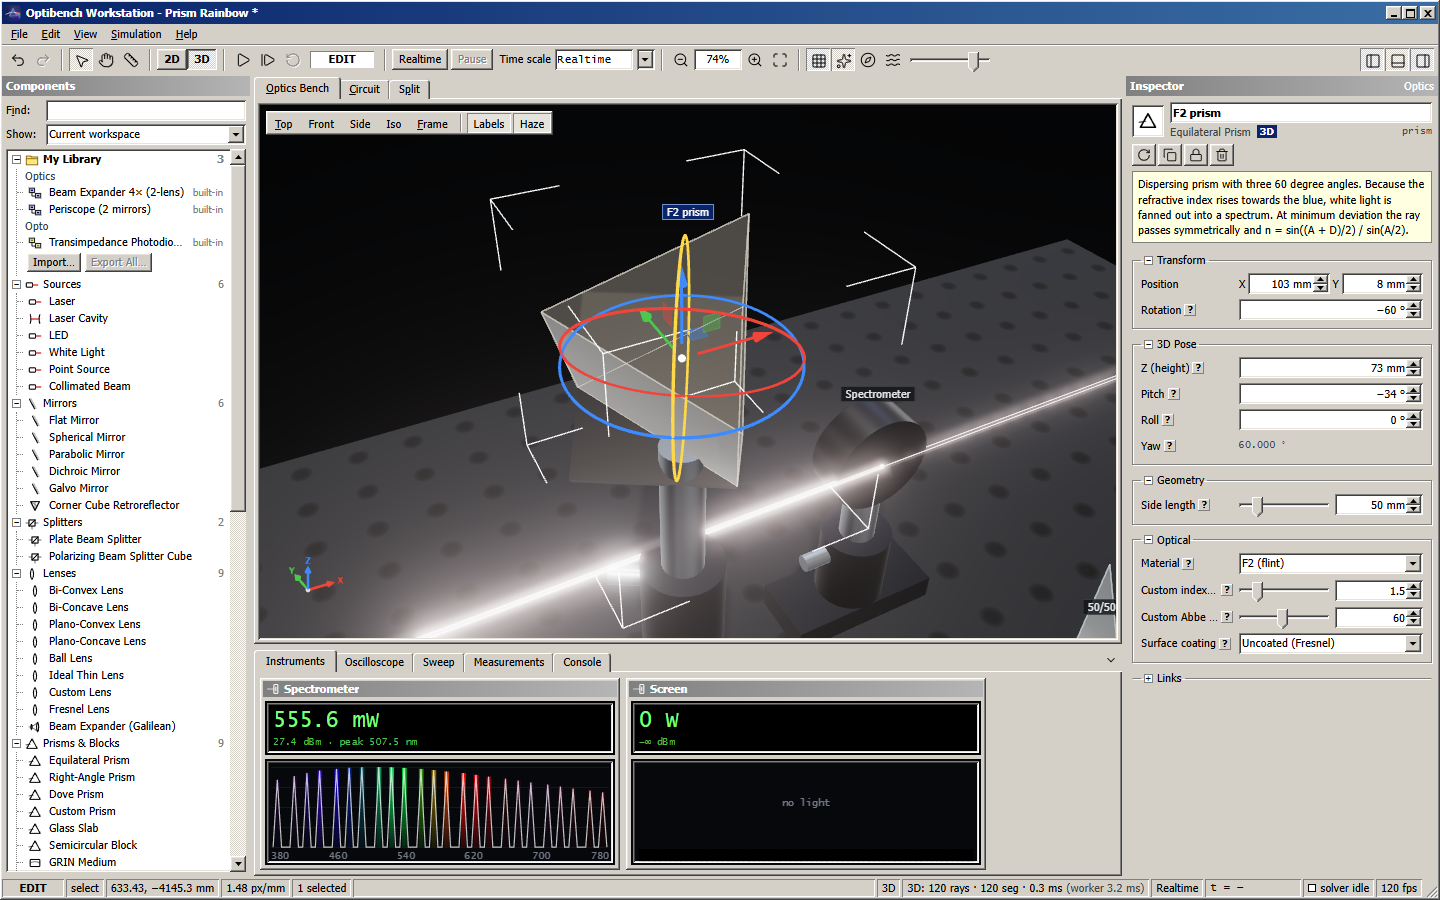 Optibench Workstation - Prism Rainbow *
File Edit View Simulation Help
2D 3D EDIT Realtime Pause Time scale Realtime 74%
Components
Find:
Show: Current workspace
My Library 3
Optics
Beam Expander 4× (2-lens) built-in
Periscope (2 mirrors) built-in
Opto
Transimpedance Photodio... built-in
Import... Export All...
Sources 6
Laser
Laser Cavity
LED
White Light
Point Source
Collimated Beam
Mirrors 6
Flat Mirror
Spherical Mirror
Parabolic Mirror
Dichroic Mirror
Galvo Mirror
Corner Cube Retroreflector
Splitters 2
Plate Beam Splitter
Polarizing Beam Splitter Cube
Lenses 9
Bi-Convex Lens
Bi-Concave Lens
Plano-Convex Lens
Plano-Concave Lens
Ball Lens
Ideal Thin Lens
Custom Lens
Fresnel Lens
Beam Expander (Galilean)
Prisms & Blocks 9
Equilateral Prism
Right-Angle Prism
Dove Prism
Custom Prism
Glass Slab
Semicircular Block
GRIN Medium
Optics Bench Circuit Split
Top Front Side Iso Frame Labels Haze
F2 prism
Spectrometer
50/50
Z
Y
X
Instruments Oscilloscope Sweep Measurements Console
Spectrometer
555.6 mW
27.4 dBm · peak 507.5 nm
380 460 540 620 700 780
Screen
0 W
−∞ dBm
no light
Inspector Optics
F2 prism
Equilateral Prism 3D prism
Dispersing prism with three 60 degree angles. Because the
refractive index rises towards the blue, white light is
fanned out into a spectrum. At minimum deviation the ray
passes symmetrically and n = sin((A + D)/2) / sin(A/2).
Transform
Position X 103 mm Y 8 mm
Rotation ? −60 °
3D Pose
Z (height) ? 73 mm
Pitch ? −34 °
Roll ? 0 °
Yaw ? 60.000 °
Geometry
Side length ? 50 mm
Optical
Material ? F2 (flint)
Custom index... ? 1.5
Custom Abbe ... ? 60
Surface coating ? Uncoated (Fresnel)
Links
EDIT select 633.43, −4145.3 mm 1.48 px/mm 1 selected 3D 3D: 120 rays · 120 seg · 0.3 ms (worker 3.2 ms) Realtime t = − solver idle 120 fps